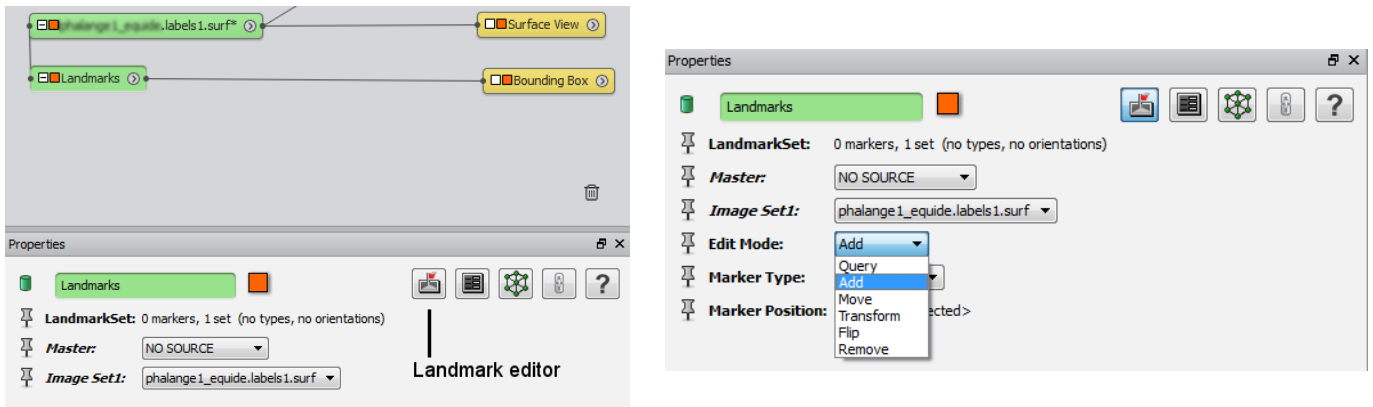 .labels1.surf*
Surface View
Landmarks
Bounding Box
Properties
Landmarks
LandmarkSet: 0 markers, 1 set (no types, no orientations)
Master: NO SOURCE
Image Set1: phalange1_equide.labels1.surf
Landmark editor
Properties
Landmarks
?
LandmarkSet: 0 markers, 1 set (no types, no orientations)
Master: NO SOURCE
Image Set1: phalange1_equide.labels1.surf
Edit Mode: Add
Query
Add
Move
Transform
Flip
Remove
Marker Type:
Marker Position: ected>